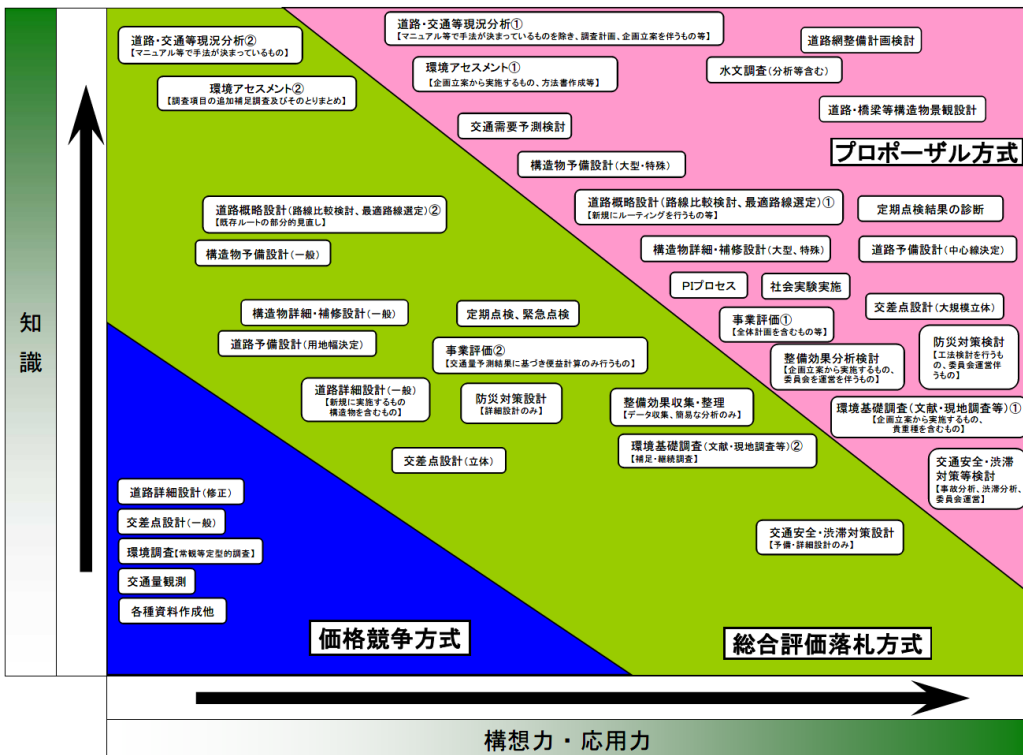 道路・交通等現況分析②
【マニュアル等で手法が決まっているもの】
環境アセスメント②
【調査項目の追加補足調査及びそのとりまとめ】
道路・交通等現況分析①
【マニュアル等で手法が決まっているものを除き、調査計画、企画立案を伴うもの等】
環境アセスメント①
【企画立案から実施するもの、方法書作成等】
道路網整備計画検討
水文調査(分析等含む)
道路・橋梁等構造物景観設計
交通需要予測検討
プロポーザル方式
構造物予備設計(大型・特殊)
道路概略設計(路線比較検討、最適路線選定)②
【既存ルートの部分的見直し】
道路概略設計(路線比較検討、最適路線選定)①
【新規にルーティングを行うもの等】
定期点検結果の診断
構造物予備設計(一般)
構造物詳細・補修設計(大型、特殊)
道路予備設計(中心線決定)
PIプロセス
社会実験実施
交差点設計(大規模立体)
構造物詳細・補修設計(一般)
定期点検、緊急点検
事業評価①
【全体計画を含むもの等】
道路予備設計(用地幅決定)
事業評価②
【交通量予測結果に基づき便益計算のみ行うもの】
整備効果分析検討
【企画立案から実施するもの、
委員会を運営を伴うもの】
防災対策検討
【工法検討を行うも
の、委員会運営伴
うもの】
道路詳細設計(一般)
【新規に実施するもの
構造物を含むもの】
防災対策設計
【詳細設計のみ】
整備効果収集・整理
【データ収集、簡易な分析のみ】
環境基礎調査(文献・現地調査等)①
【企画立案から実施するもの、
貴重種を含むもの】
環境基礎調査(文献・現地調査等)②
【補足・継続調査】
交差点設計(立体)
交通安全・渋滞
対策等検討
【事故分析、渋滞分析、
委員会運営】
道路詳細設計(修正)
交差点設計(一般)
環境調査【常観等定型的調査】
交通量観測
各種資料作成他
交通安全・渋滞対策設計
【予備・詳細設計のみ】
価格競争方式
総合評価落札方式
知
識
構想力・応用力